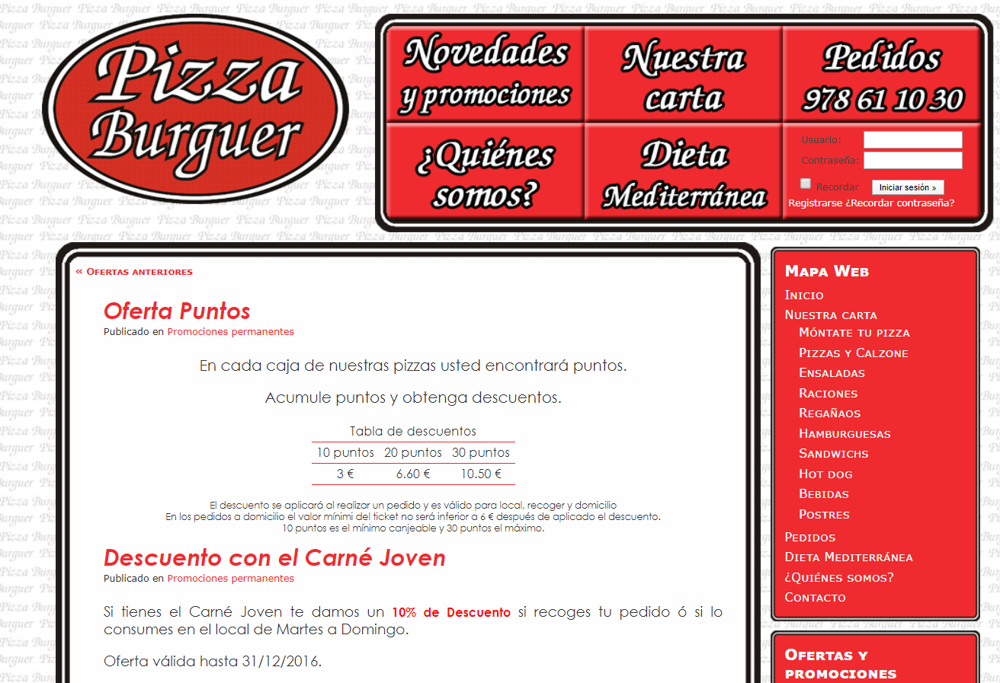 Pizza
Burguer
Novedades
y promociones
Nuestra
carta
Pedidos
978 61 10 30
¿Quiénes
somos?
Dieta
Mediterránea
Usuario:
Contraseña:
Recordar
Iniciar sesión »
Registrarse ¿Recordar contraseña?
« Ofertas anteriores
Oferta Puntos
Publicado en Promociones permanentes
En cada caja de nuestras pizzas usted encontrará puntos.
Acumule puntos y obtenga descuentos.
Tabla de descuentos
10 puntos 20 puntos 30 puntos
3 € 6.60 € 10.50 €
El descuento se aplicará al realizar un pedido y es válido para local, recoger y domicilio
En los pedidos a domicilio el valor mínimi del ticket no será inferior a 6 € después de aplicado el descuento.
10 puntos es el mínimo canjeable y 30 puntos el máximo.
Descuento con el Carné Joven
Publicado en Promociones permanentes
Si tienes el Carné Joven te damos un 10% de Descuento si recoges tu pedido ó si lo
consumes en el local de Martes a Domingo.
Oferta válida hasta 31/12/2016.
Mapa Web
Inicio
Nuestra carta
Móntate tu pizza
Pizzas y Calzone
Ensaladas
Raciones
Regañaos
Hamburguesas
Sandwichs
Hot dog
Bebidas
Postres
Pedidos
Dieta Mediterránea
¿Quiénes somos?
Contacto
Ofertas y
promociones